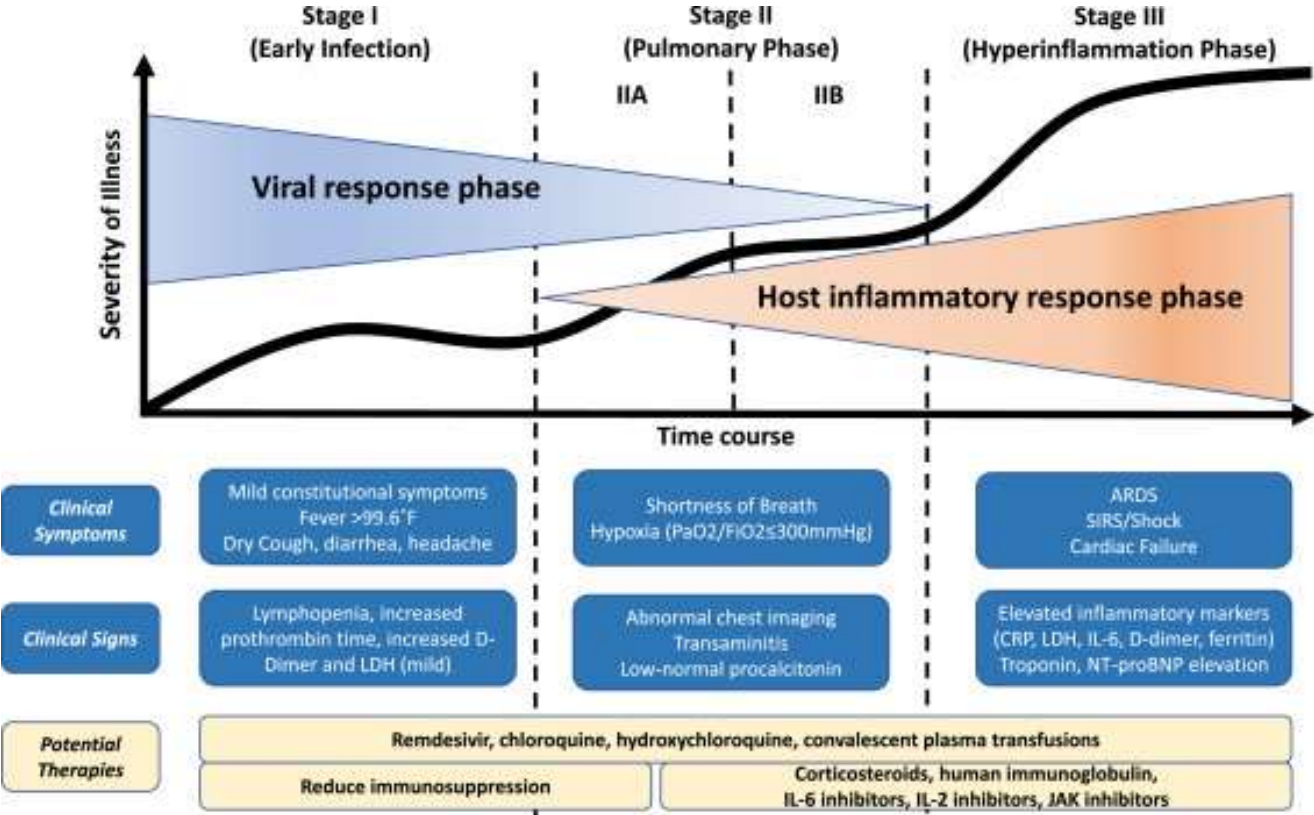 Stage I
(Early Infection)
Stage II
(Pulmonary Phase)
Stage III
(Hyperinflammation Phase)
IIA
IIB
Severity of Illness
Viral response phase
Host inflammatory response phase
Time course
Clinical
Symptoms
Mild constitutional symptoms
Fever >99.6°F
Dry Cough, diarrhea, headache
Shortness of Breath
Hypoxia (PaO2/FiO2≤300mmHg)
ARDS
SIRS/Shock
Cardiac Failure
Clinical Signs
Lymphopenia, increased
prothrombin time, increased D-
Dimer and LDH (mild)
Abnormal chest imaging
Transaminitis
Low-normal procalcitonin
Elevated inflammatory markers
(CRP, LDH, IL-6, D-dimer, ferritin)
Troponin, NT-proBNP elevation
Potential
Therapies
Remdesivir, chloroquine, hydroxychloroquine, convalescent plasma transfusions
Reduce immunosuppression
Corticosteroids, human immunoglobulin,
IL-6 inhibitors, IL-2 inhibitors, JAK inhibitors